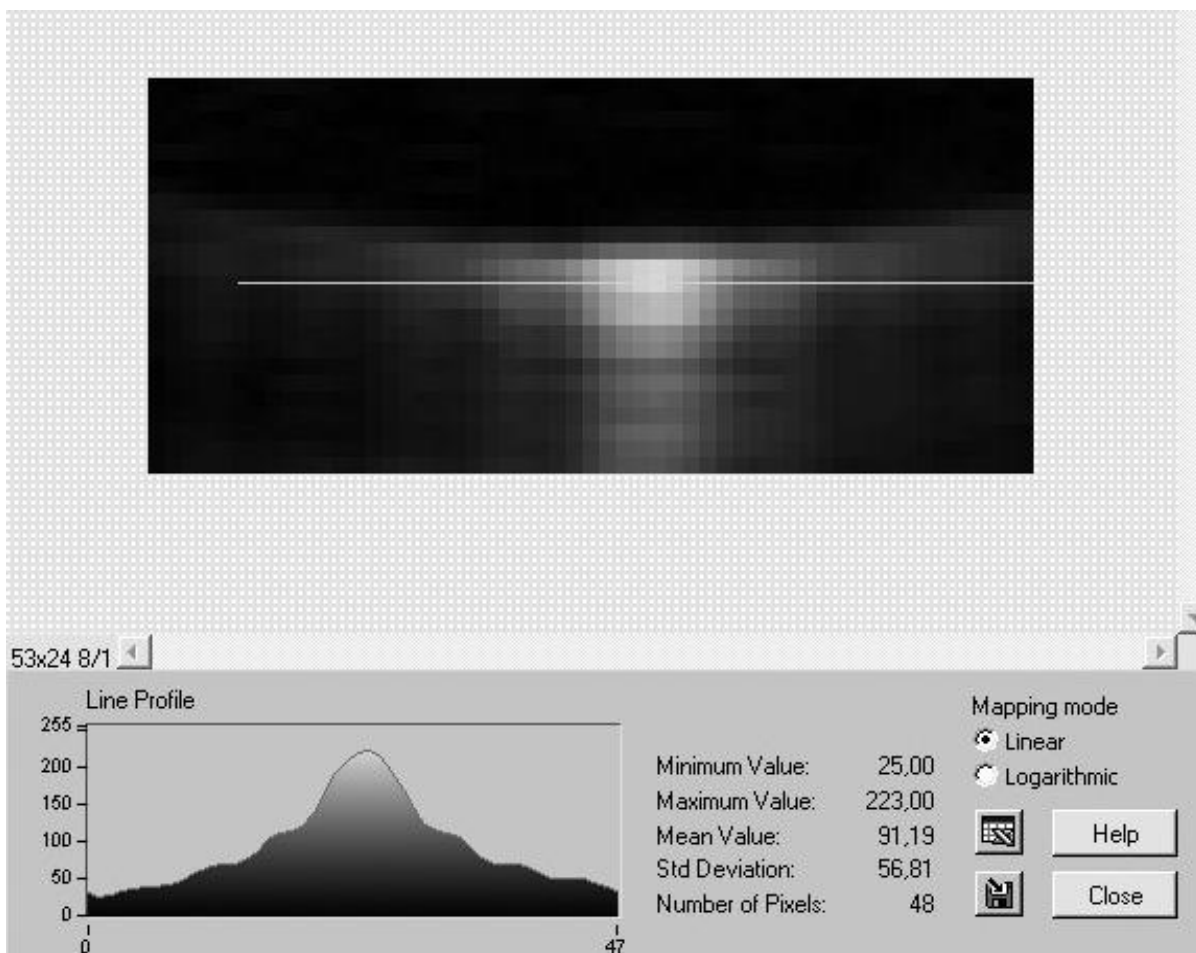 53x24 8/1
Line Profile
255
200
150
100
50
0
0
47
Minimum Value: 25,00
Maximum Value: 223,00
Mean Value: 91,19
Std Deviation: 56,81
Number of Pixels: 48
Mapping mode
Linear
Logarithmic
Help
Close